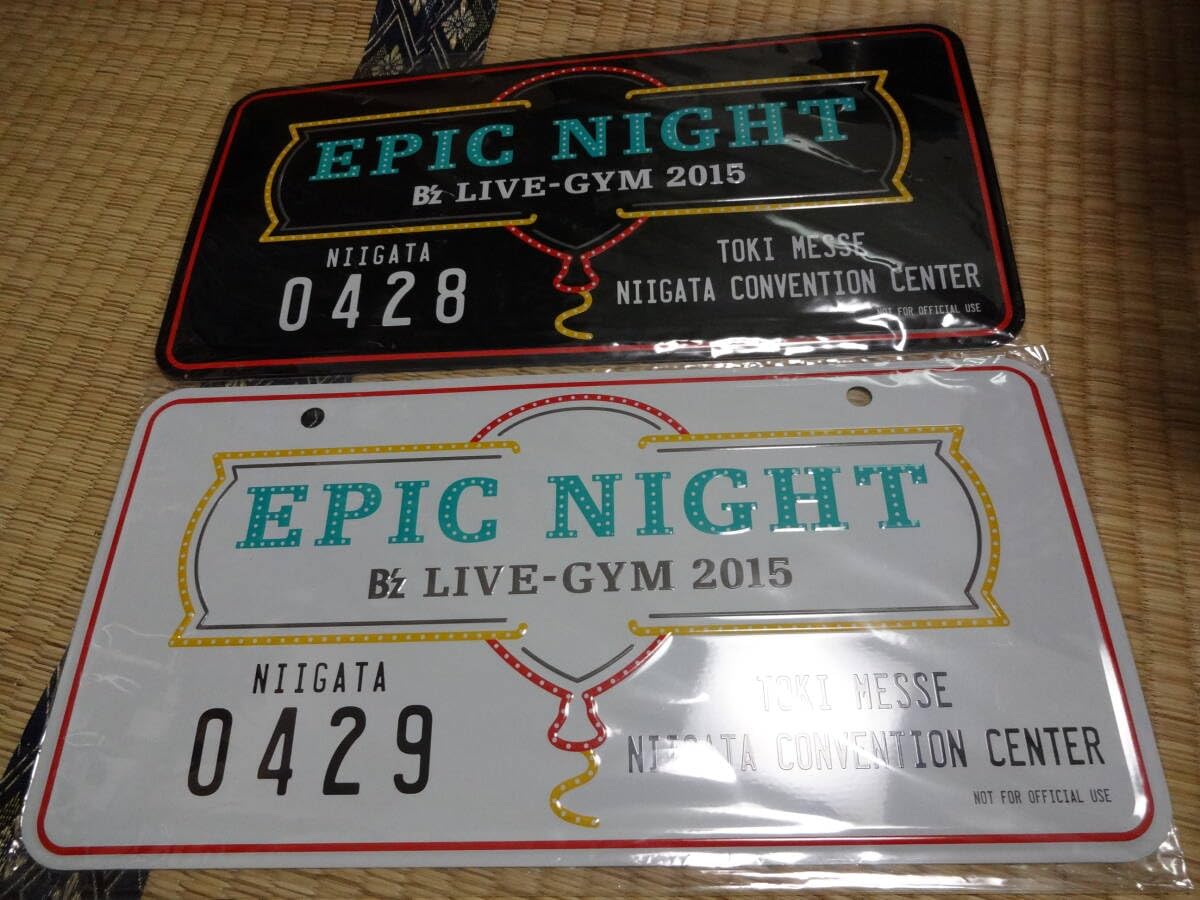 EPIC NIGHT
B'z LIVE-GYM 2015
NIIGATA
0428
TOKI MESSE
NIIGATA CONVENTION CENTER
NOT FOR OFFICIAL USE
EPIC NIGHT
B'z LIVE-GYM 2015
NIIGATA
0429
TOKI MESSE
NIIGATA CONVENTION CENTER
NOT FOR OFFICIAL USE